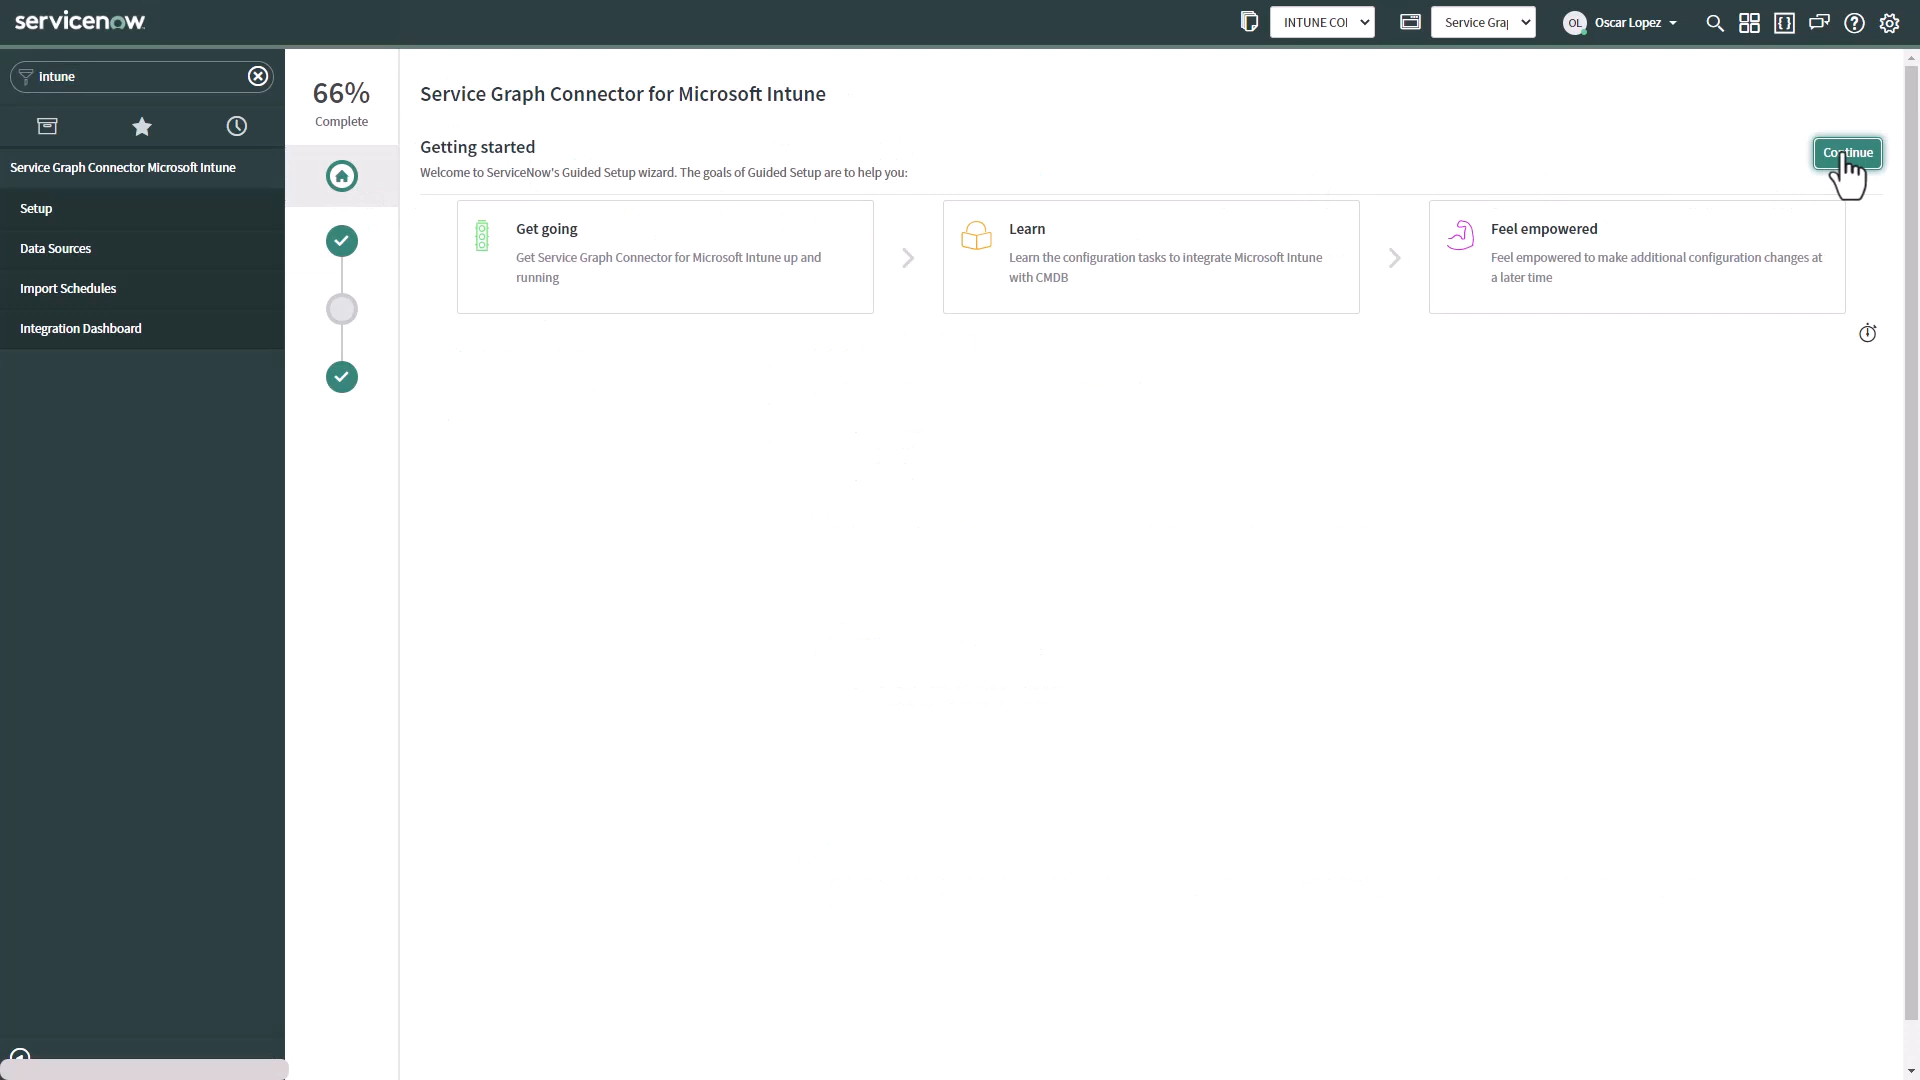 servicenow
INTUNE COI
Service Gra
OL
Oscar Lopez
intune
Service Graph Connector Microsoft Intune
Setup
Data Sources
Import Schedules
Integration Dashboard
66%
Complete
Service Graph Connector for Microsoft Intune
Getting started
Welcome to ServiceNow's Guided Setup wizard. The goals of Guided Setup are to help you:
Continue
Get going
Get Service Graph Connector for Microsoft Intune up and
running
Learn
Learn the configuration tasks to integrate Microsoft Intune
with CMDB
Feel empowered
Feel empowered to make additional configuration changes at
a later time